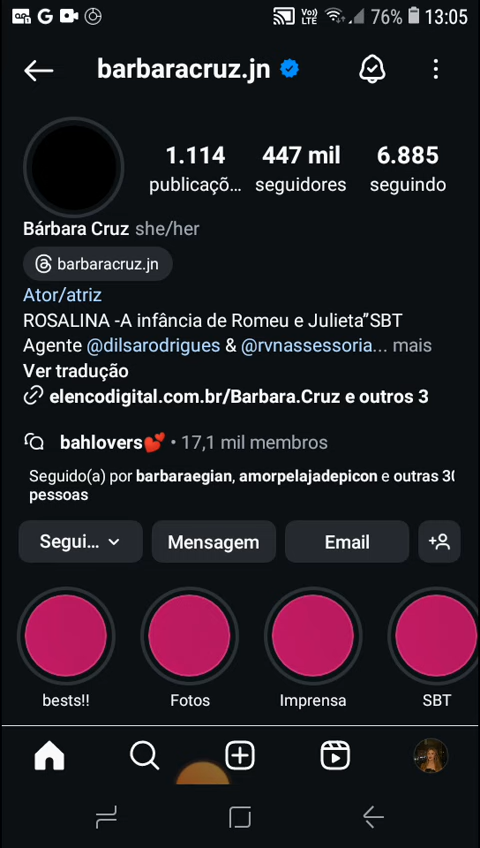 Vo))
LTE
76%
13:05
barbaracruz.jn
1.114
447 mil
6.885
publicaçõ...
seguidores
seguindo
Bárbara Cruz she/her
barbaracruz.jn
Ator/atriz
ROSALINA -A infância de Romeu e Julieta”SBT
Agente @dilsarodrigues & @rvnassessoria... mais
Ver tradução
elencodigital.com.br/Barbara.Cruz e outros 3
bahlovers💕 • 17,1 mil membros
Seguido(a) por barbaraegian, amorpelajadepicon e outras 30
pessoas
Segui...
Mensagem
Email
bests!!
Fotos
Imprensa
SBT